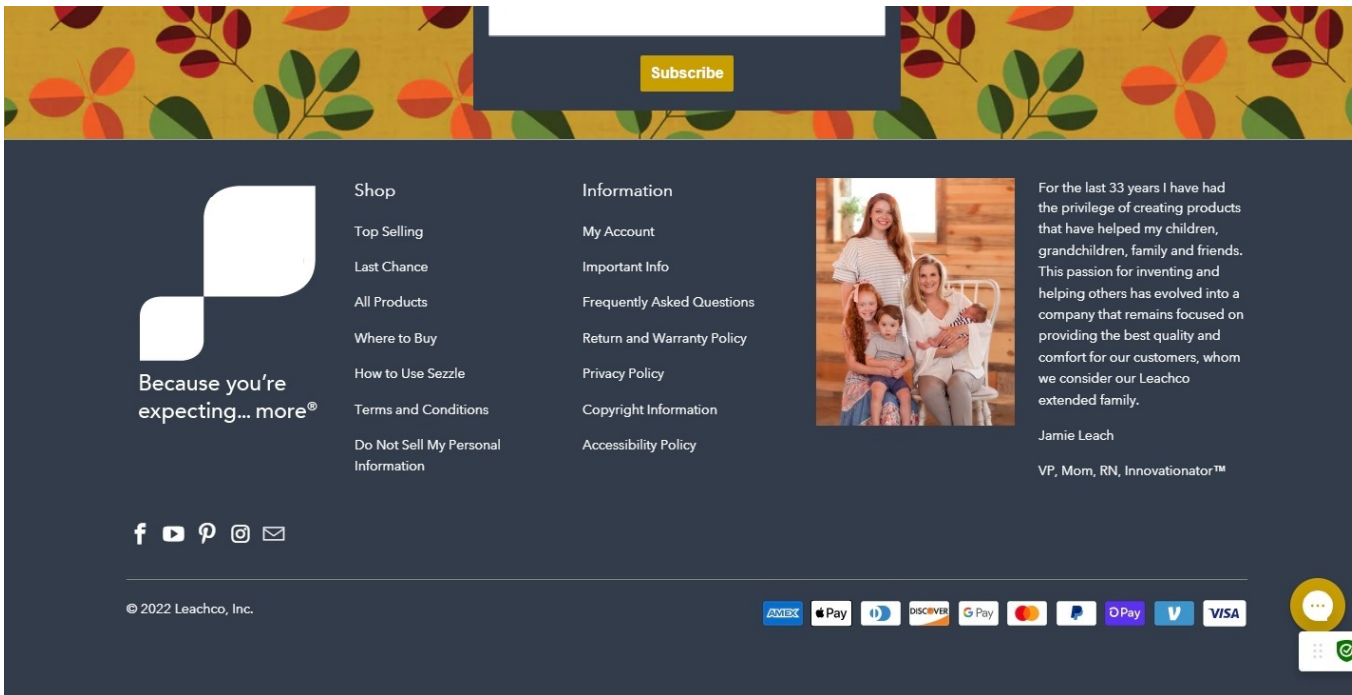 Subscribe
Shop
Top Selling
Last Chance
All Products
Where to Buy
How to Use Sezzle
Terms and Conditions
Do Not Sell My Personal
Information
Information
My Account
Important Info
Frequently Asked Questions
Return and Warranty Policy
Privacy Policy
Copyright Information
Accessibility Policy
For the last 33 years I have had
the privilege of creating products
that have helped my children,
grandchildren, family and friends.
This passion for inventing and
helping others has evolved into a
company that remains focused on
providing the best quality and
comfort for our customers, whom
we consider our Leachco
extended family.
Jamie Leach
VP, Mom, RN, Innovationator™
Because you're
expecting... more®
© 2022 Leachco, Inc.
AMEX Pay DISCOVER G Pay Pay VISA